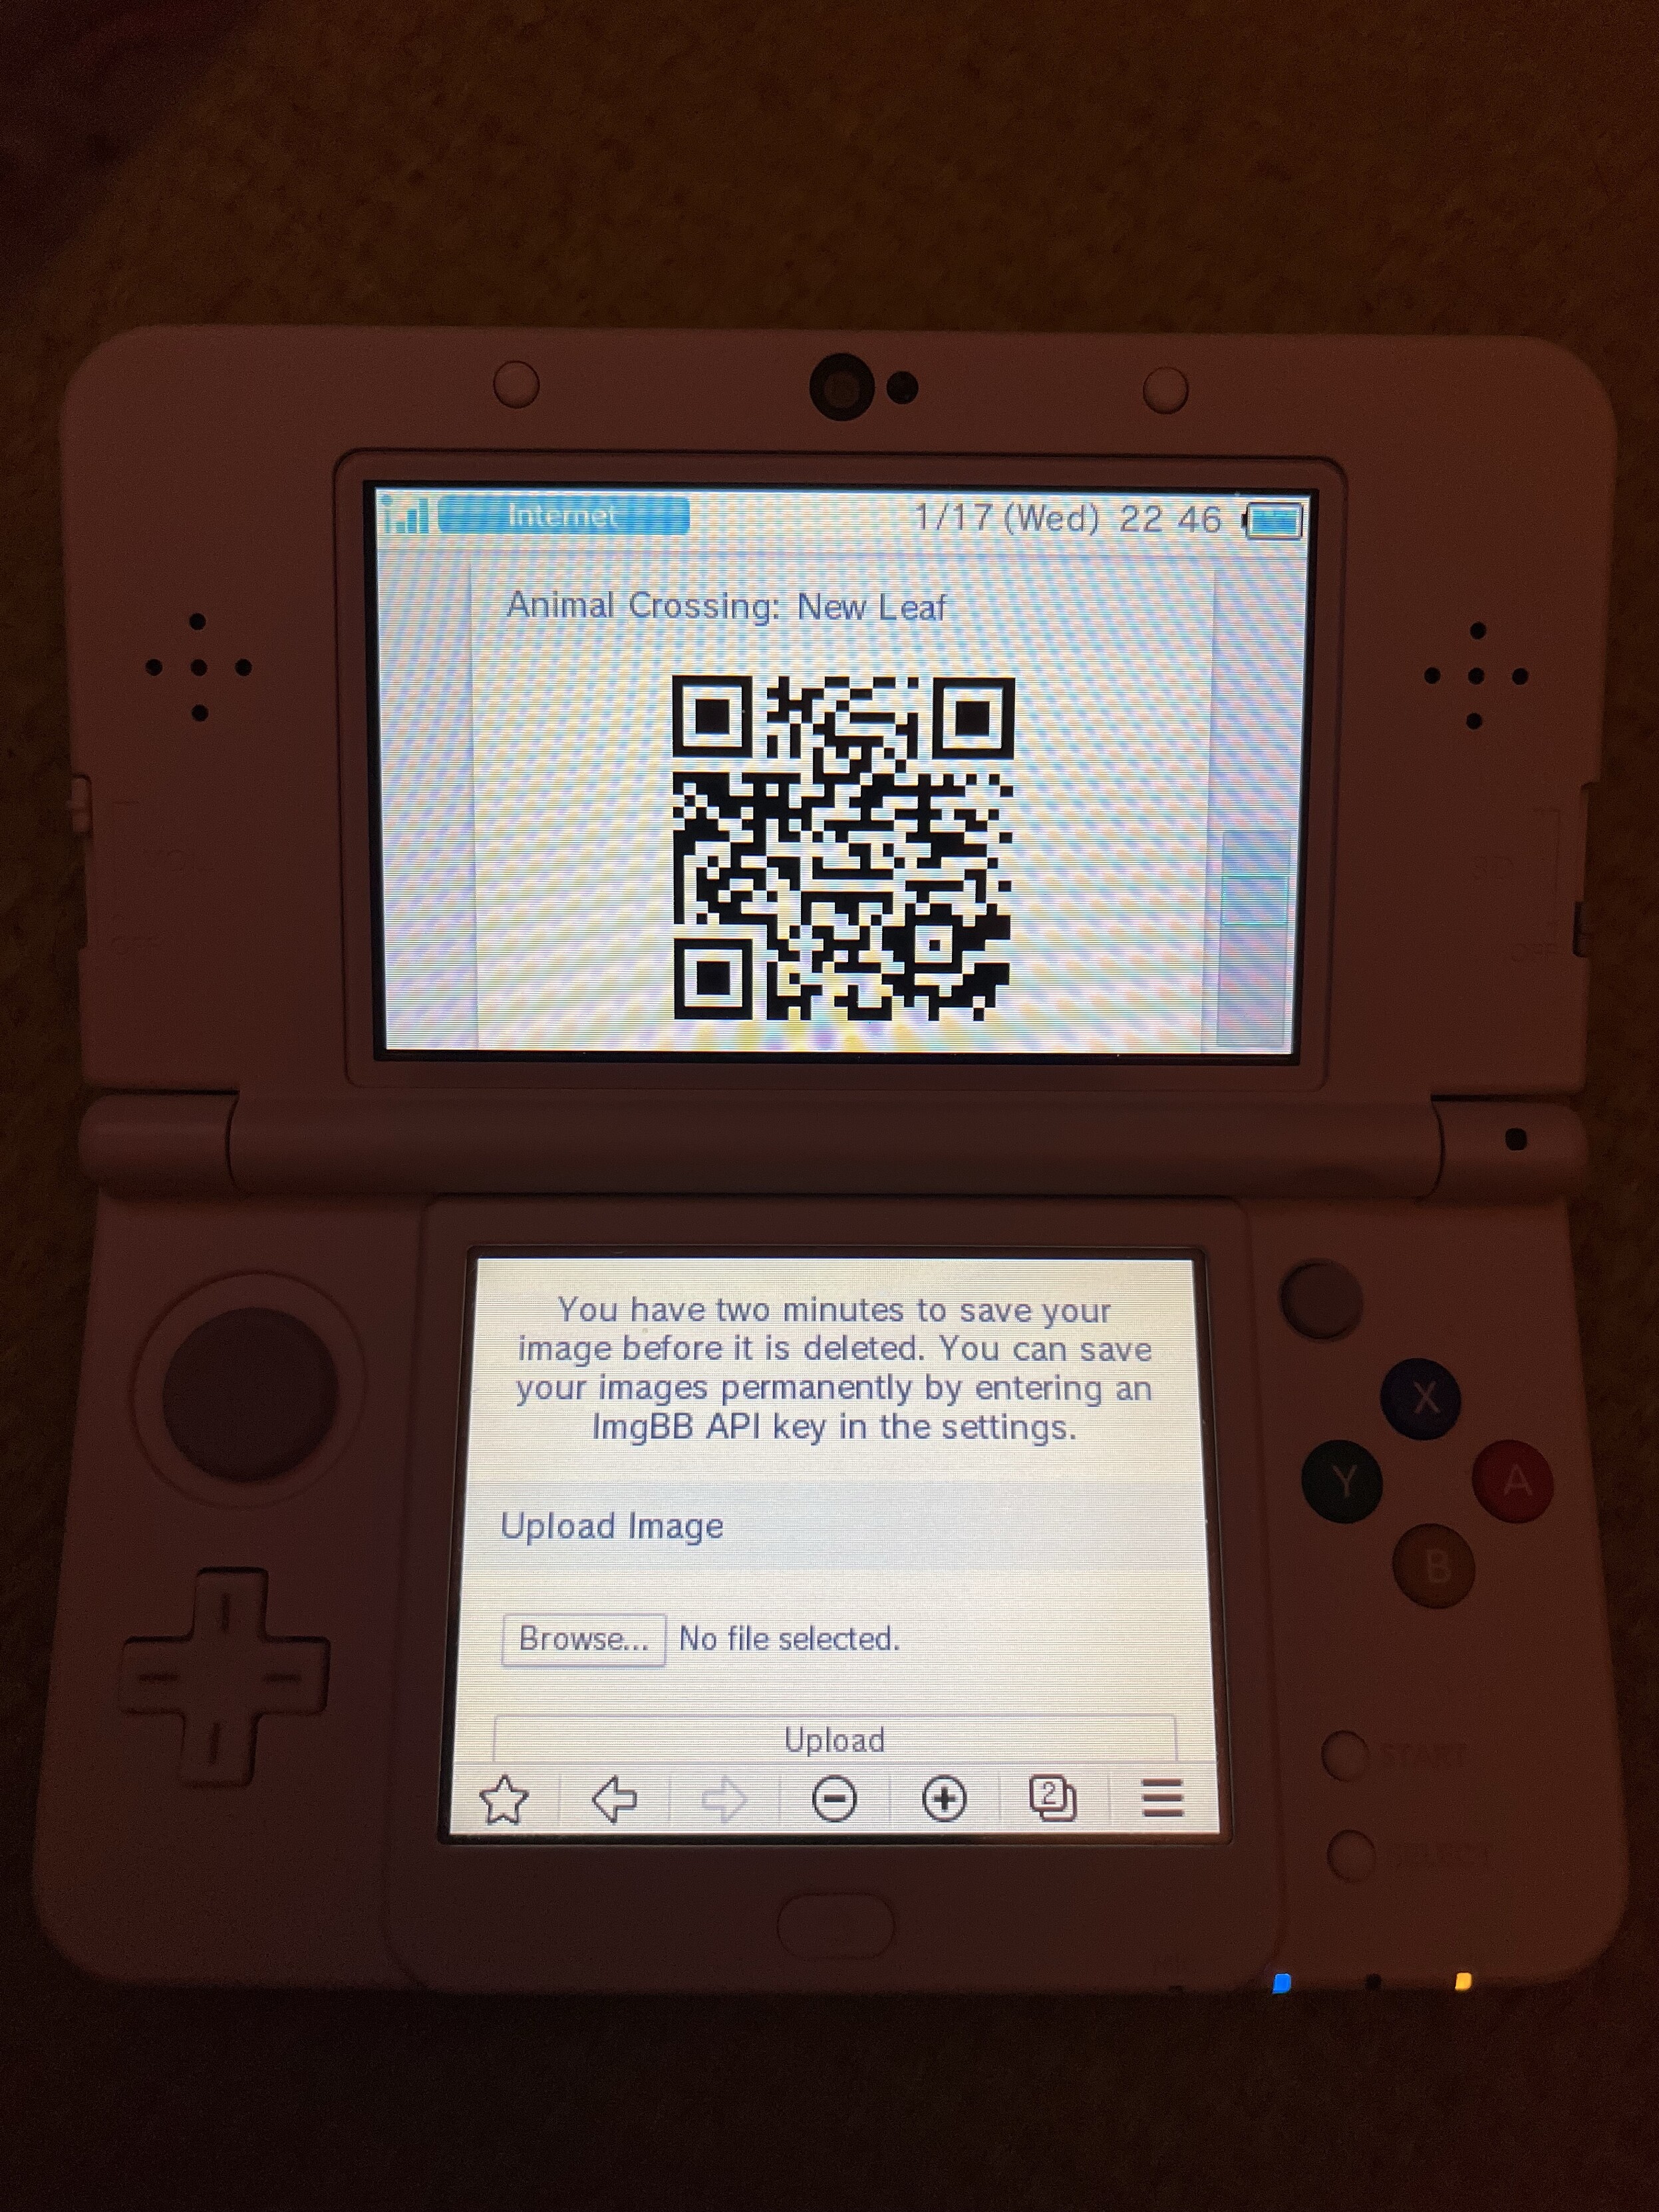 Internet
1/17 (Wed) 22 46
Animal Crossing: New Leaf
You have two minutes to save your
image before it is deleted. You can save
your images permanently by entering an
ImgBB API key in the settings.
Upload Image
Browse... No file selected.
Upload
2
X
Y
A
B
START
SELECT